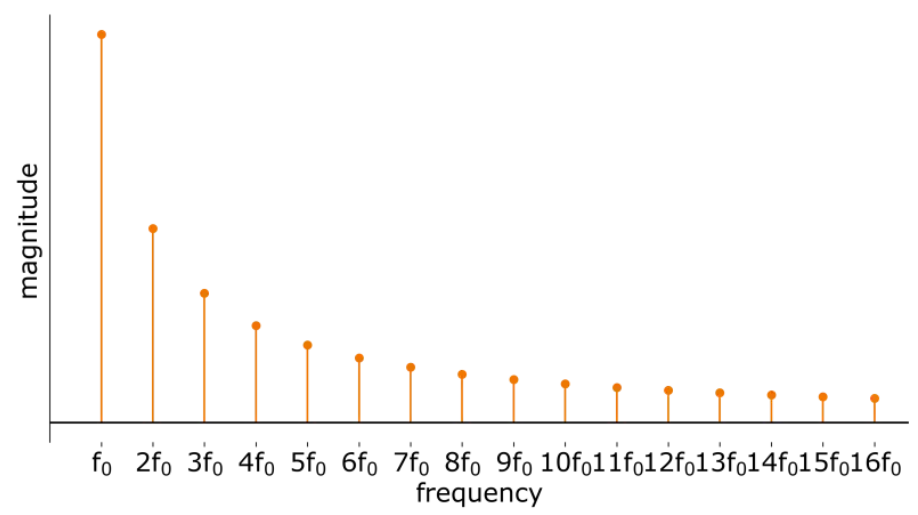 magnitude
f₀ 2f₀ 3f₀ 4f₀ 5f₀ 6f₀ 7f₀ 8f₀ 9f₀ 10f₀ 11f₀ 12f₀ 13f₀ 14f₀ 15f₀ 16f₀
frequency